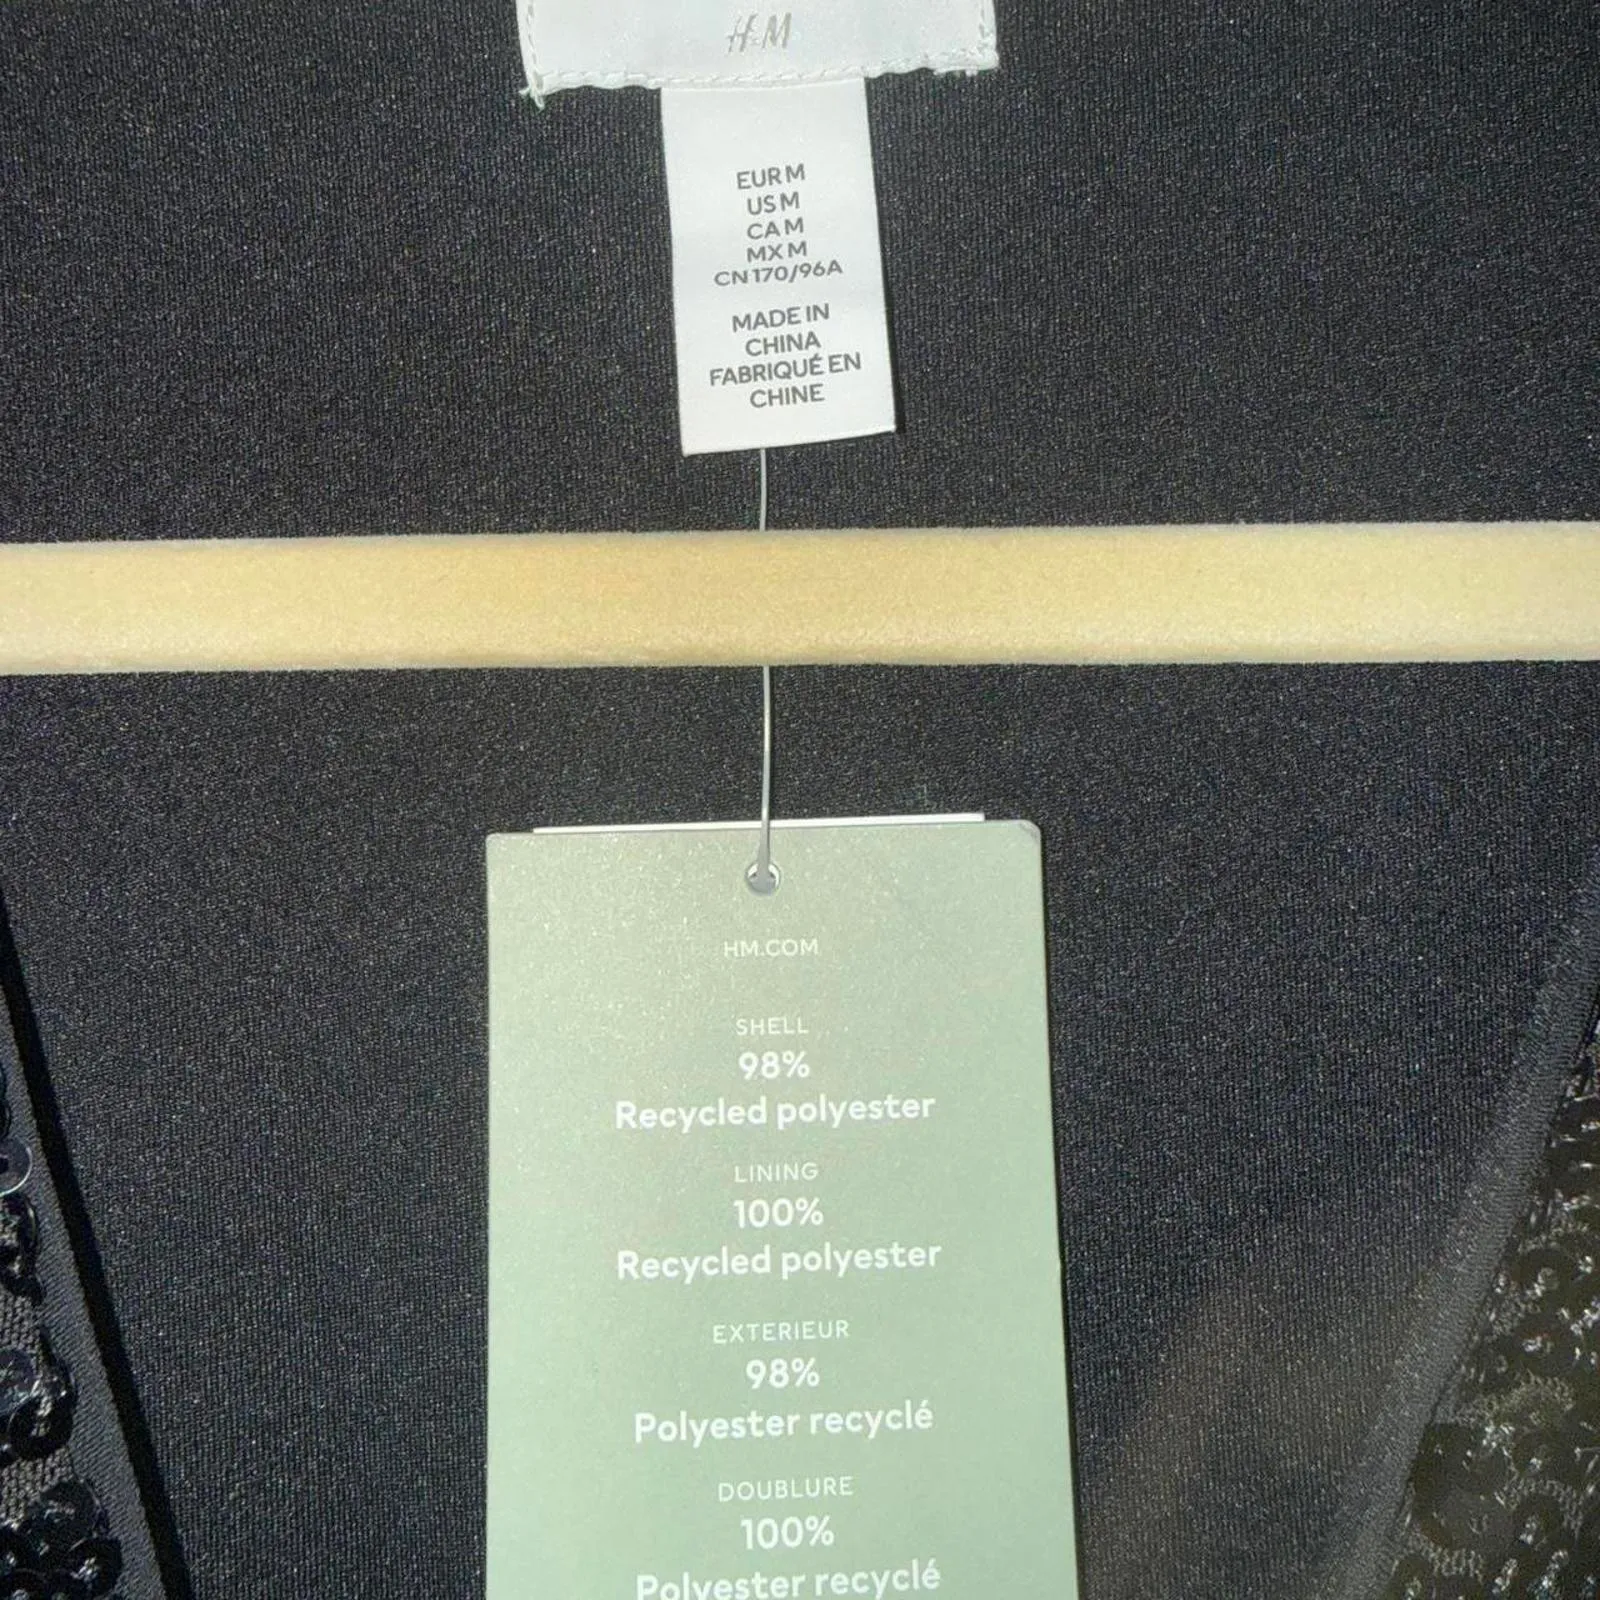 H&M
EUR M
US M
CA M
MX M
CN 170/96A
MADE IN
CHINA
FABRIQUÉ EN
CHINE
HM.COM
SHELL
98%
Recycled polyester
LINING
100%
Recycled polyester
EXTERIEUR
98%
Polyester recyclé
DOUBLURE
100%
Polyester recyclé